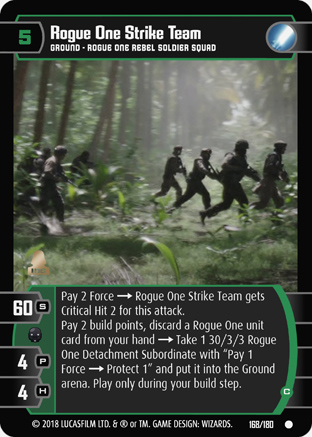 5
Rogue One Strike Team
GROUND - ROGUE ONE REBEL SOLDIER SQUAD
60 S
4 P
4 H
Pay 2 Force → Rogue One Strike Team gets
Critical Hit 2 for this attack.
Pay 2 build points, discard a Rogue One unit
card from your hand → Take 1 30/3/3 Rogue
One Detachment Subordinate with “Pay 1
Force → Protect 1” and put it into the Ground
arena. Play only during your build step.
C
© 2018 LUCASFILM LTD. & ® or TM. GAME DESIGN: WIZARDS. 168/180